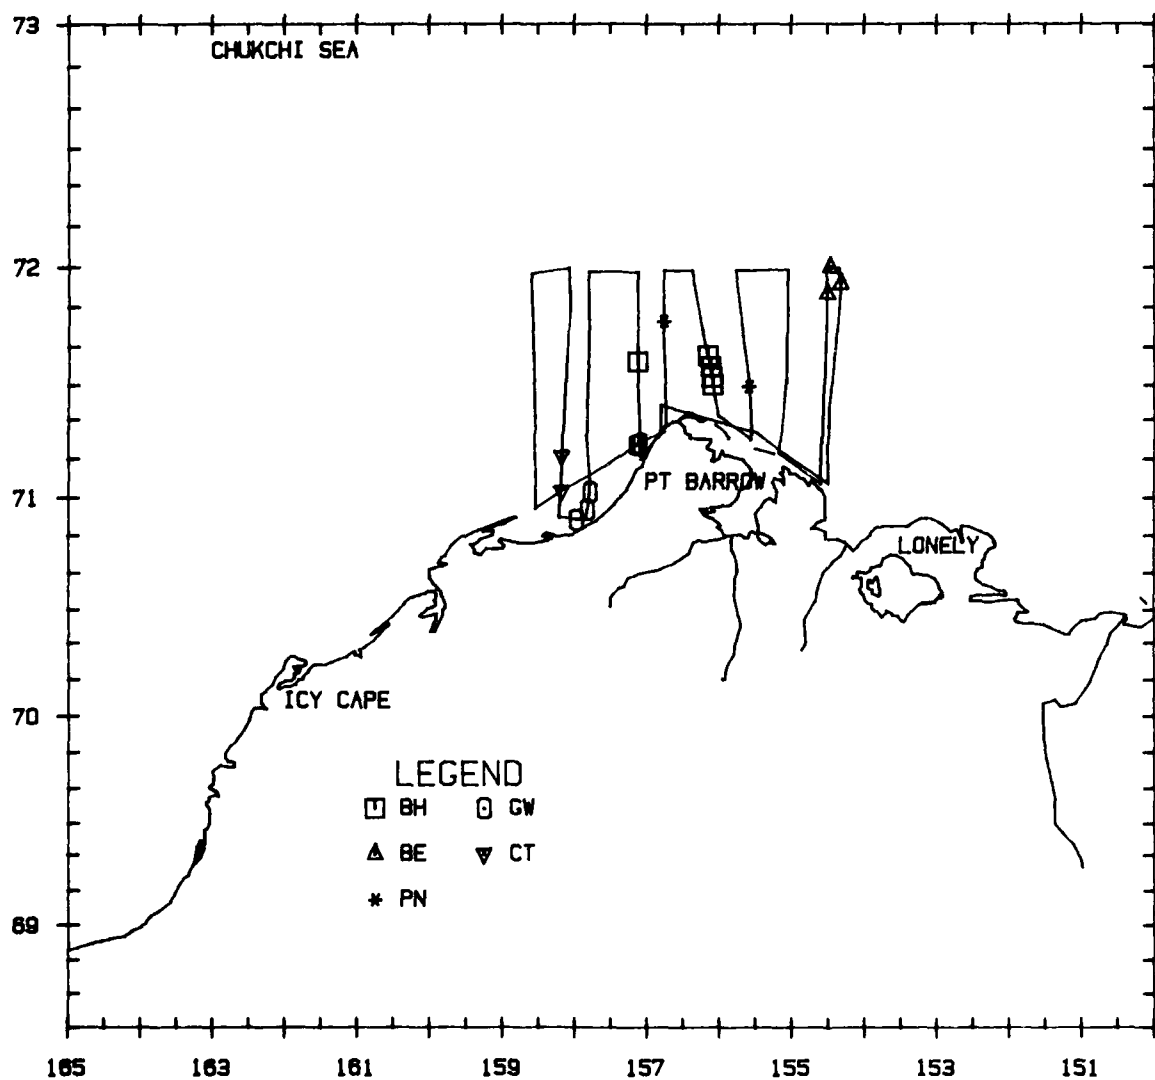 73
CHUKCHI SEA
72
71
PT BARROW
LONELY
70
ICY CAPE
LEGEND
BH GW
BE CT
PN
69
165 163 161 159 157 155 153 151